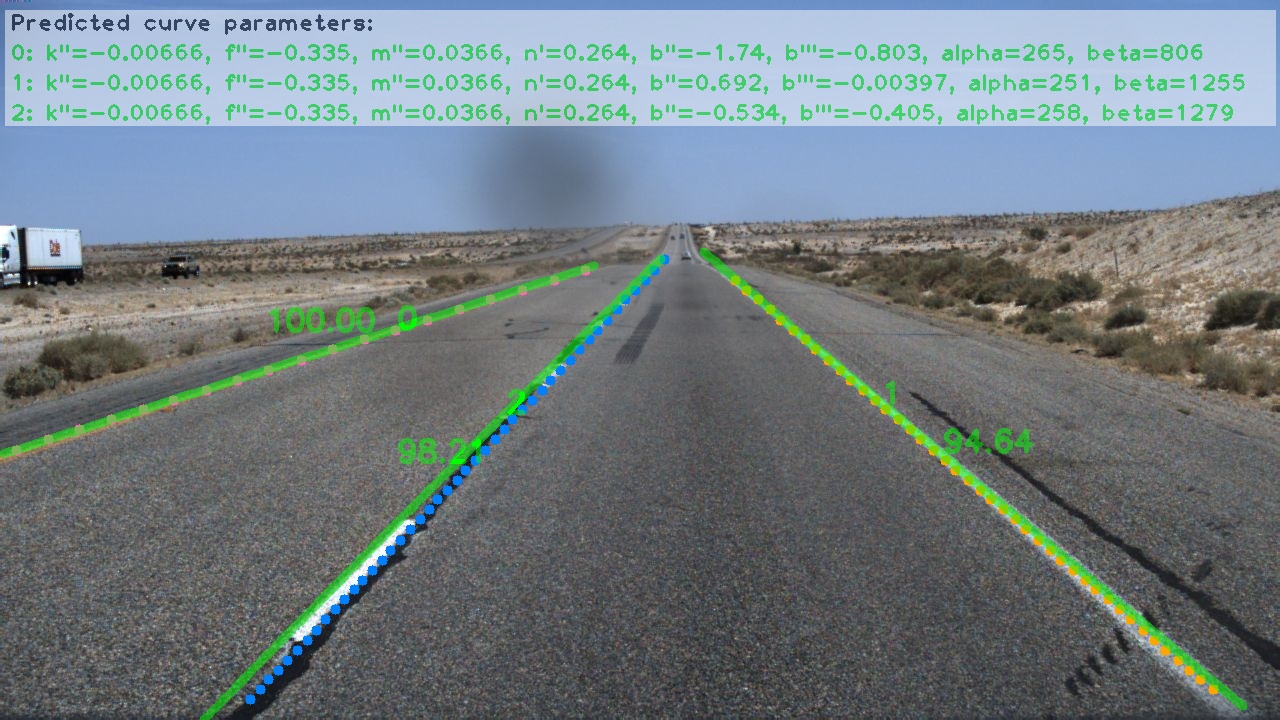 Predicted curve parameters:
0: k''=-0.00666, f''=-0.335, m''=0.0366, n'=0.264, b''=-1.74, b'''=-0.803, alpha=265, beta=806
1: k''=-0.00666, f''=-0.335, m''=0.0366, n'=0.264, b''=0.692, b'''=-0.00397, alpha=251, beta=1255
2: k''=-0.00666, f''=-0.335, m''=0.0366, n'=0.264, b''=-0.534, b'''=-0.405, alpha=258, beta=1279
100.00 0
2
1
98.21
94.64